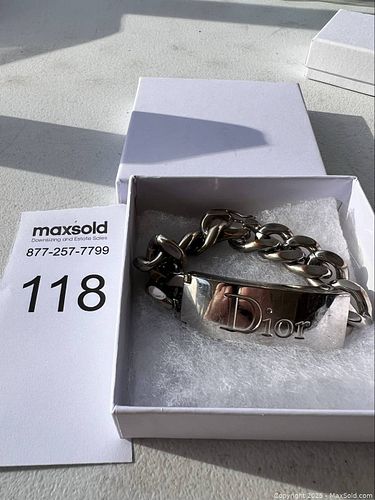 maxsold
Downsizing and Estate Sales
877-257-7799
118
Dior
Copyright 2025 - MaxSold.com